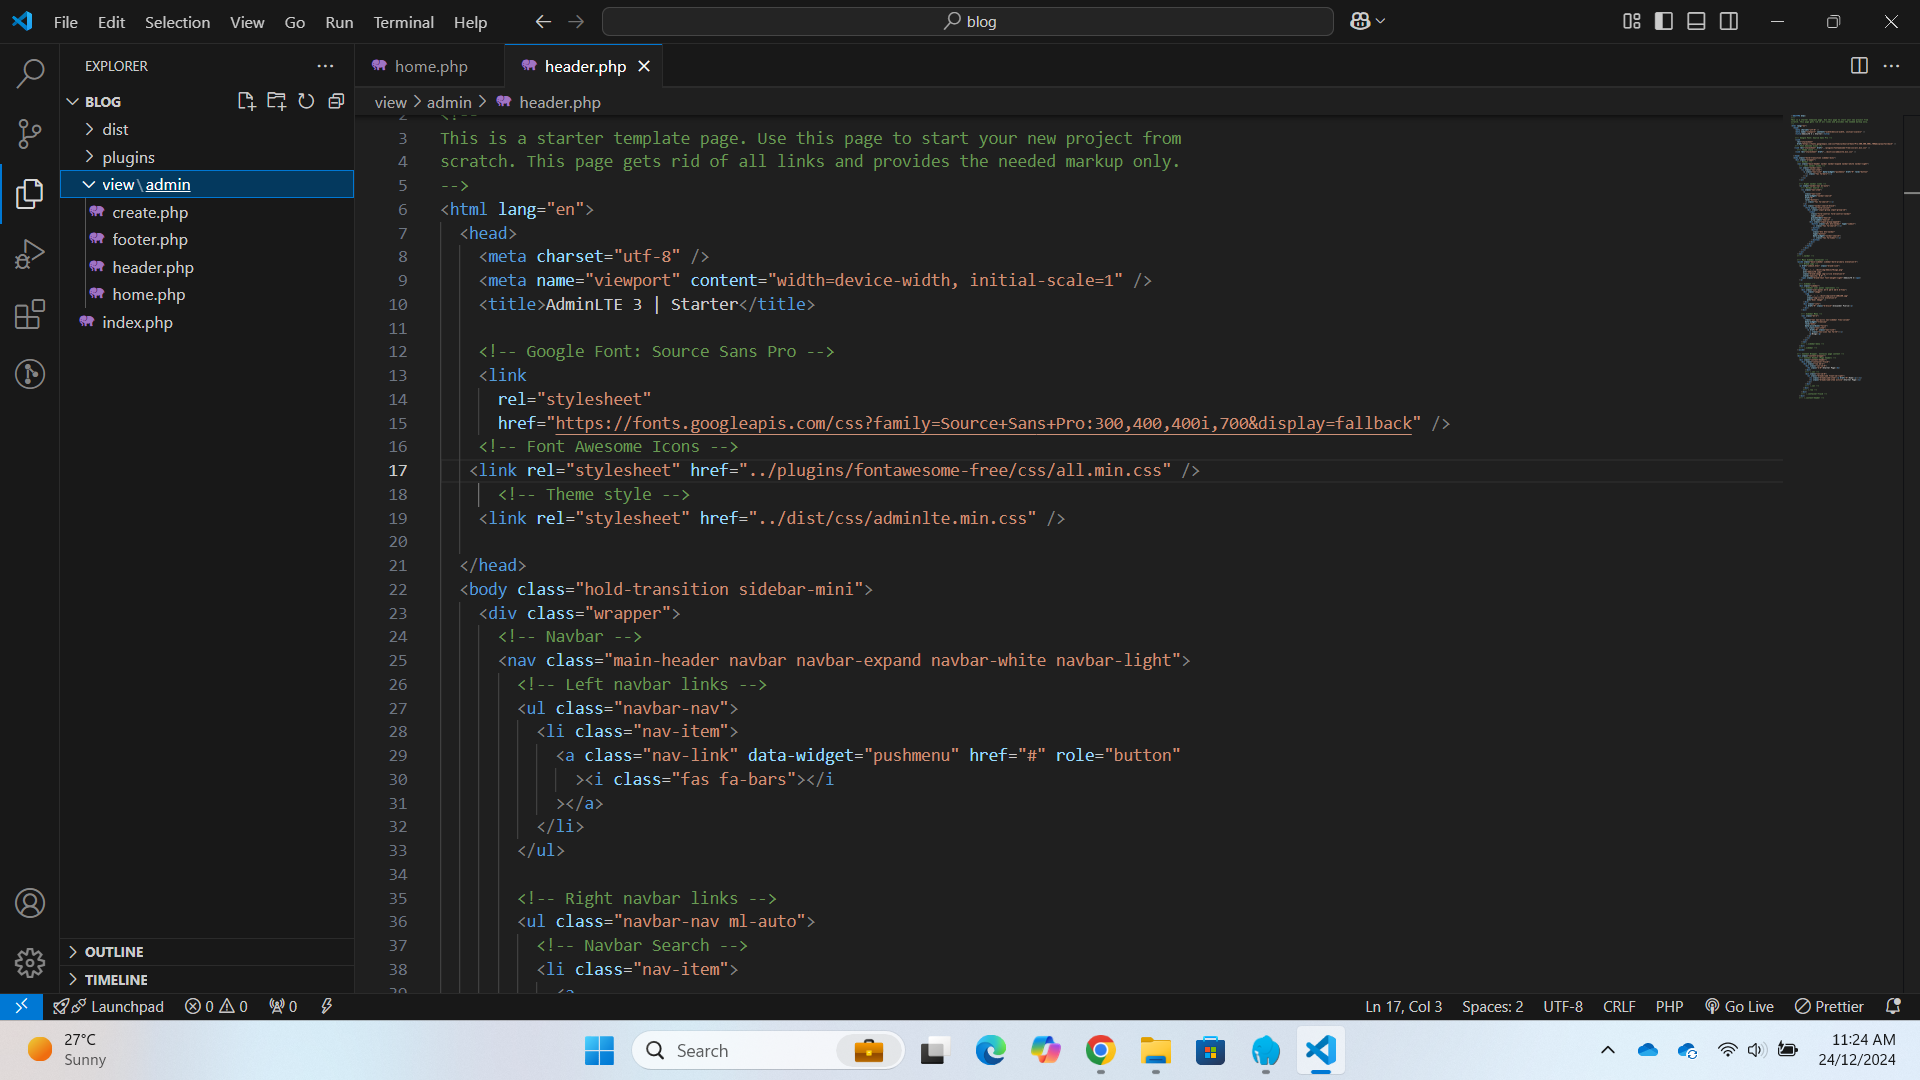 File Edit Selection View Go Run Terminal Help
blog
EXPLORER
BLOG
dist
plugins
view\admin
create.php
footer.php
header.php
home.php
index.php
OUTLINE
TIMELINE
home.php
header.php
view > admin > header.php
2
3 This is a starter template page. Use this page to start your new project from
4 scratch. This page gets rid of all links and provides the needed markup only.
5 -->
6 <html lang="en">
7 <head>
8 <meta charset="utf-8" />
9 <meta name="viewport" content="width=device-width, initial-scale=1" />
10 <title>AdminLTE 3 | Starter</title>
11
12 <!-- Google Font: Source Sans Pro -->
13 <link
14 rel="stylesheet"
15 href="https://fonts.googleapis.com/css?family=Source+Sans+Pro:300,400,400i,700&display=fallback" />
16 <!-- Font Awesome Icons -->
17 <link rel="stylesheet" href="../plugins/fontawesome-free/css/all.min.css" />
18 <!-- Theme style -->
19 <link rel="stylesheet" href="../dist/css/adminlte.min.css" />
20
21 </head>
22 <body class="hold-transition sidebar-mini">
23 <div class="wrapper">
24 <!-- Navbar -->
25 <nav class="main-header navbar navbar-expand navbar-white navbar-light">
26 <!-- Left navbar links -->
27 <ul class="navbar-nav">
28 <li class="nav-item">
29 <a class="nav-link" data-widget="pushmenu" href="#" role="button"
30 ><i class="fas fa-bars"></i
31 ></a>
32 </li>
33 </ul>
34
35 <!-- Right navbar links -->
36 <ul class="navbar-nav ml-auto">
37 <!-- Navbar Search -->
38 <li class="nav-item">
39 <a
Launchpad 0 0 0 Ln 17, Col 3 Spaces: 2 UTF-8 CRLF PHP Go Live Prettier
27°C
Sunny
Search
11:24 AM
24/12/2024